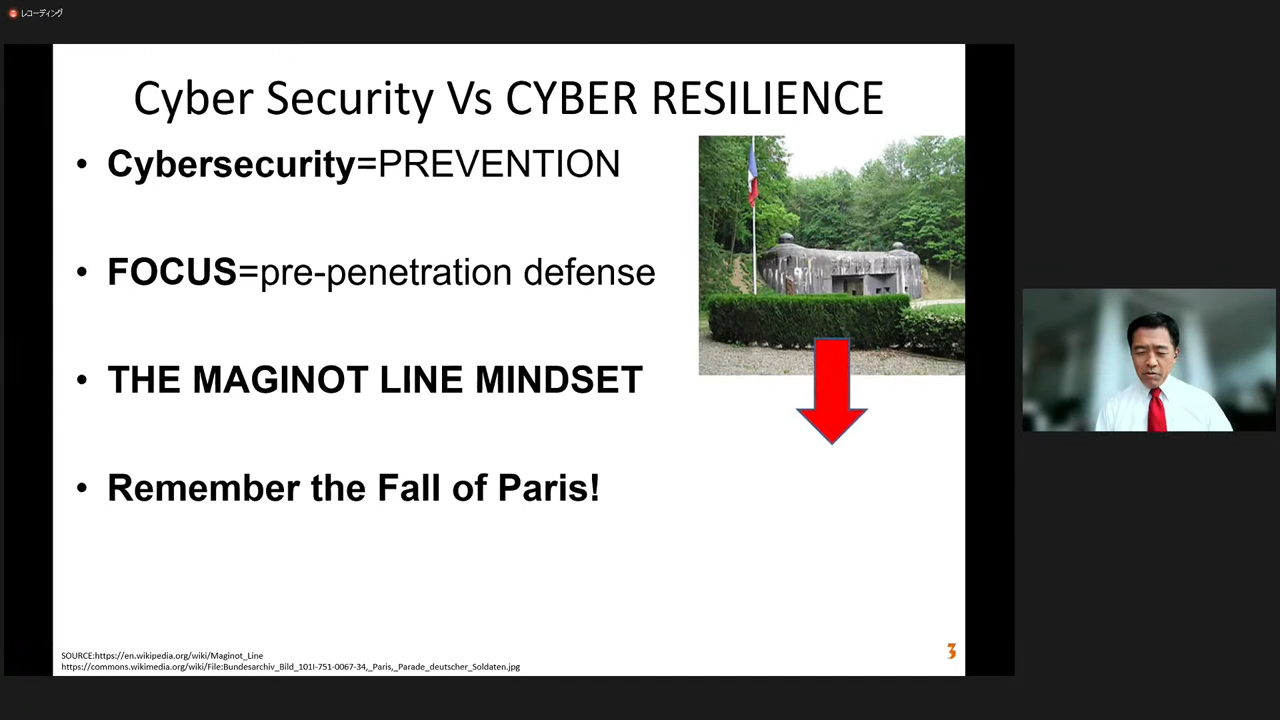 レコーディング
Cyber Security Vs CYBER RESILIENCE
• Cybersecurity=PREVENTION
• FOCUS=pre-penetration defense
• THE MAGINOT LINE MINDSET
• Remember the Fall of Paris!
SOURCE:https://en.wikipedia.org/wiki/Maginot_Line
https://commons.wikimedia.org/wiki/File:Bundesarchiv_Bild_101I-751-0067-34,_Paris,_Parade_deutscher_Soldaten.jpg
3